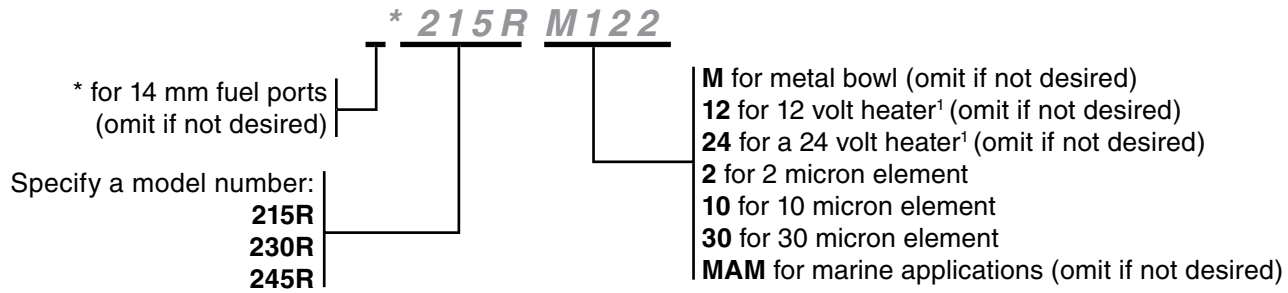 *215R M122
* for 14 mm fuel ports
(omit if not desired)
Specify a model number:
215R
230R
245R
M for metal bowl (omit if not desired)
12 for 12 volt heater¹ (omit if not desired)
24 for a 24 volt heater¹ (omit if not desired)
2 for 2 micron element
10 for 10 micron element
30 for 30 micron element
MAM for marine applications (omit if not desired)